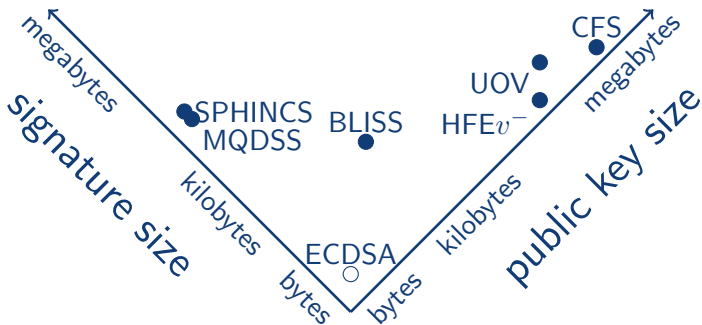 megabytes
CFS
megabytes
UOV
SPHINCS
BLISS
HFEv⁻
MQDSS
signature size
public key size
kilobytes
kilobytes
ECDSA
bytes
bytes